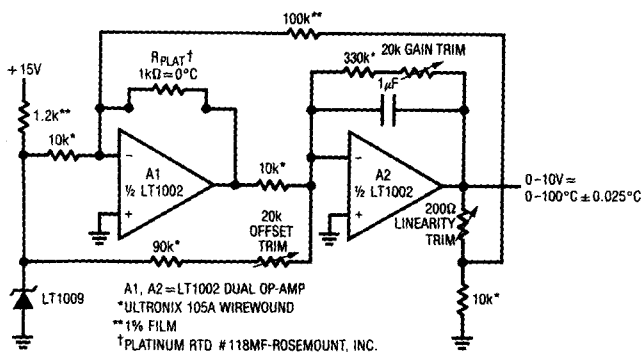 100k**
R PLAT†
1kΩ = 0°C
330k*
20k GAIN TRIM
1µF
+15V
1.2k**
10k*
−
A1
½ LT1002
+
10k*
−
A2
½ LT1002
+
0–10V ≈
0–100°C ± 0.025°C
200Ω
LINEARITY
TRIM
20k
OFFSET
TRIM
90k*
10k*
LT1009
A1, A2 = LT1002 DUAL OP-AMP
*ULTRONIX 105A WIREWOUND
**1% FILM
†PLATINUM RTD #118MF-ROSEMOUNT, INC.